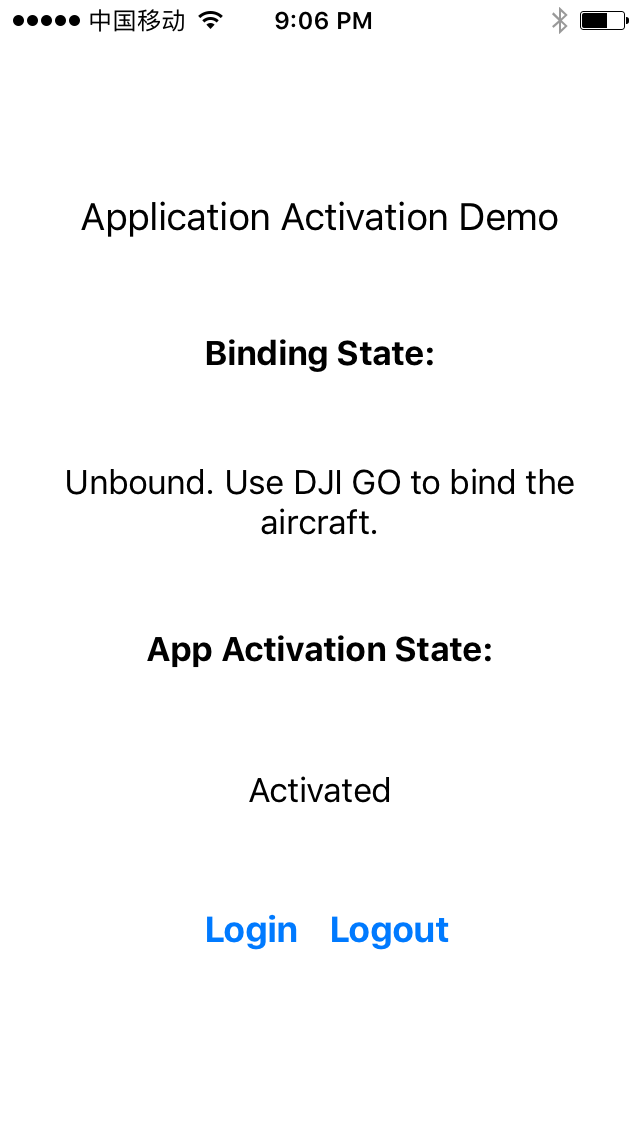 中国移动 9:06 PM
Application Activation Demo
Binding State:
Unbound. Use DJI GO to bind the
aircraft.
App Activation State:
Activated
Login Logout